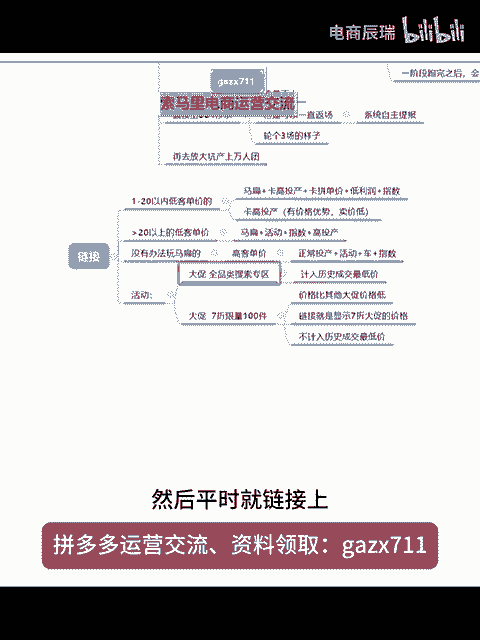 电商辰瑞 bilibili
一阶段跑完之后，会
gazx711
索马里电商运营交流
一直返场
系统自主提报
轮个3场的样子
再去放大坑产上万人团
1-20以内低客单价的
马扁+卡高投产+卡拼单价+低利润+指数
卡高投产（有价格优势，卖价低）
>20以上的低客单价
马扁+活动+指数+高投产
链接
没有办法玩马扁的
高客单价
正常投产+活动+车+指数
大促 全品类搜索专区
计入历史成交最低价
活动：
价格比其他大促价格低
大促 7折限量100件
链接就是显示7折大促的价格
不计入历史成交最低价
然后平时就链接上
拼多多运营交流、资料领取：gazx711